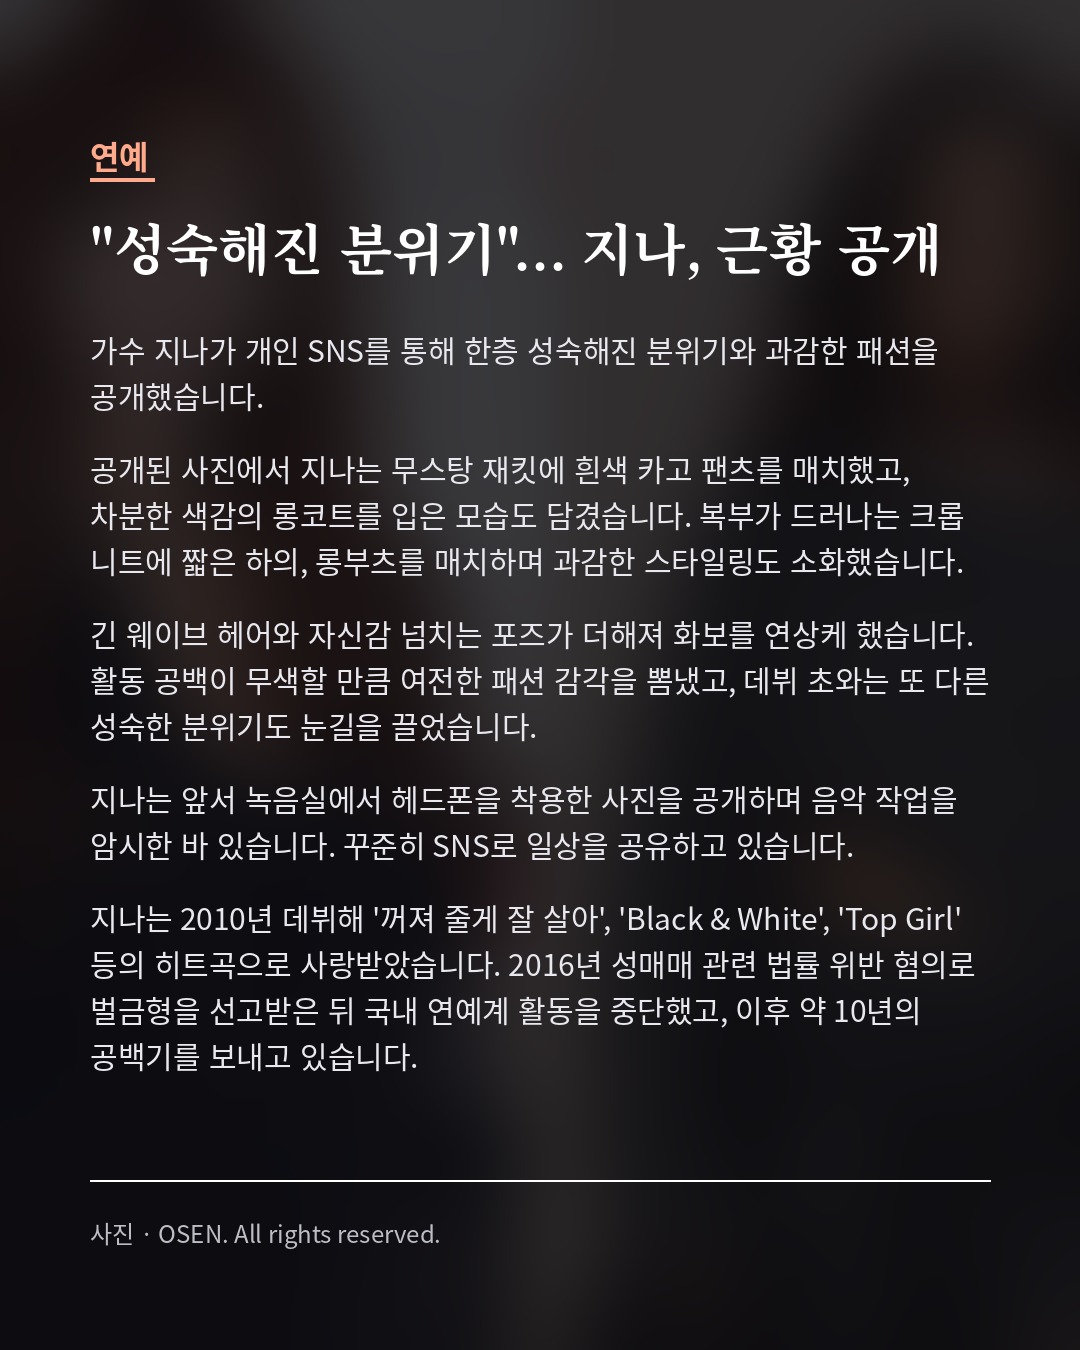 연예
"성숙해진 분위기"... 지나, 근황 공개
가수 지나가 개인 SNS를 통해 한층 성숙해진 분위기와 과감한 패션을
공개했습니다.
공개된 사진에서 지나는 무스탕 재킷에 흰색 카고 팬츠를 매치했고,
차분한 색감의 롱코트를 입은 모습도 담겼습니다. 복부가 드러나는 크롭
니트에 짧은 하의, 롱부츠를 매치하며 과감한 스타일링도 소화했습니다.
긴 웨이브 헤어와 자신감 넘치는 포즈가 더해져 화보를 연상케 했습니다.
활동 공백이 무색할 만큼 여전한 패션 감각을 뽐냈고, 데뷔 초와는 또 다른
성숙한 분위기도 눈길을 끌었습니다.
지나는 앞서 녹음실에서 헤드폰을 착용한 사진을 공개하며 음악 작업을
암시한 바 있습니다. 꾸준히 SNS로 일상을 공유하고 있습니다.
지나는 2010년 데뷔해 '꺼져 줄게 잘 살아', 'Black & White', 'Top Girl'
등의 히트곡으로 사랑받았습니다. 2016년 성매매 관련 법률 위반 혐의로
벌금형을 선고받은 뒤 국내 연예계 활동을 중단했고, 이후 약 10년의
공백기를 보내고 있습니다.
사진 · OSEN. All rights reserved.